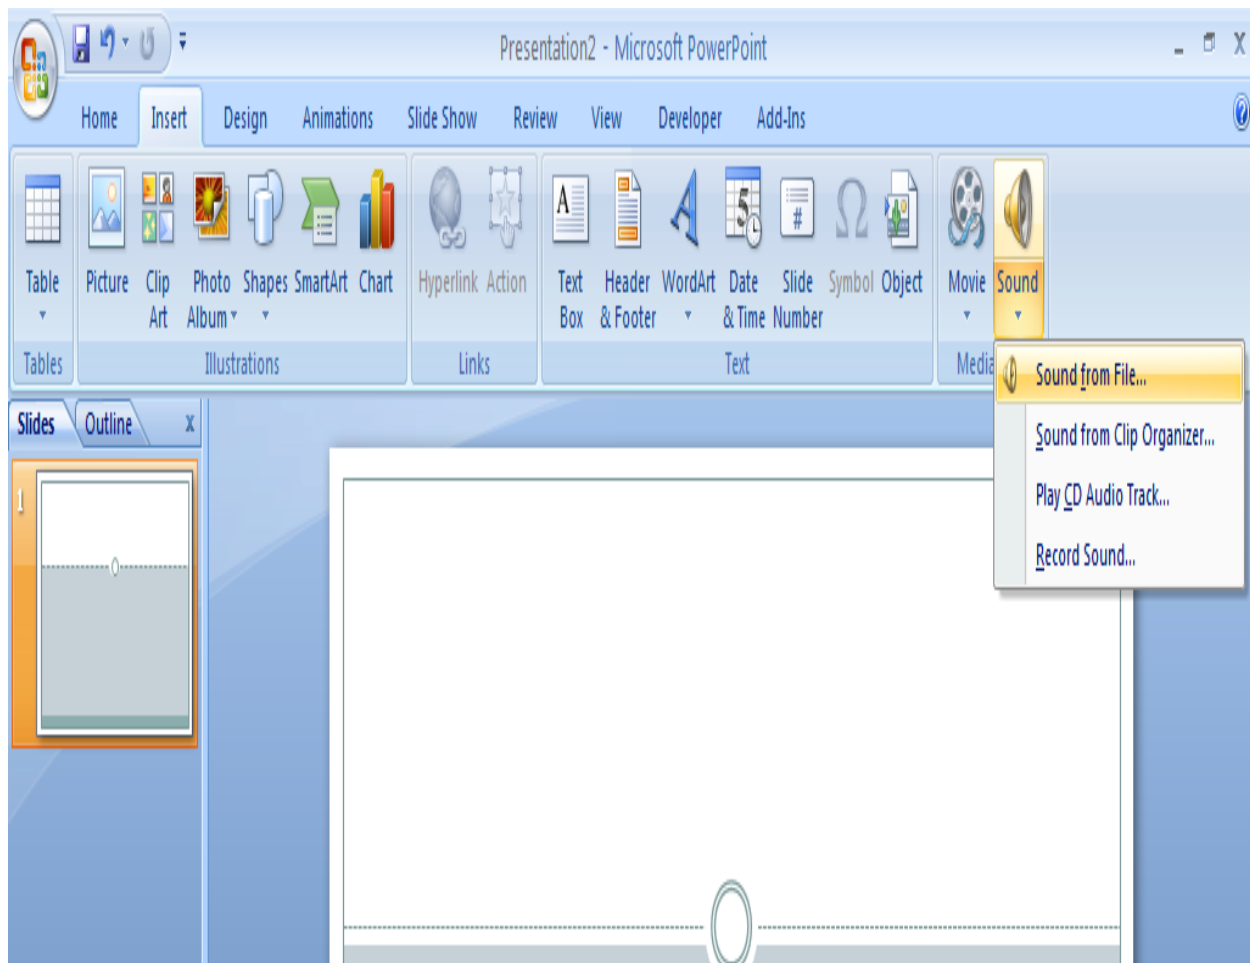 Presentation2 - Microsoft PowerPoint
Home Insert Design Animations Slide Show Review View Developer Add-Ins
Table Picture Clip Art Photo Album Shapes SmartArt Chart Hyperlink Action Text Box Header & Footer WordArt Date & Time Slide Number Symbol Object Movie Sound
Tables Illustrations Links Text Media
Sound from File...
Sound from Clip Organizer...
Play CD Audio Track...
Record Sound...
Slides Outline
1